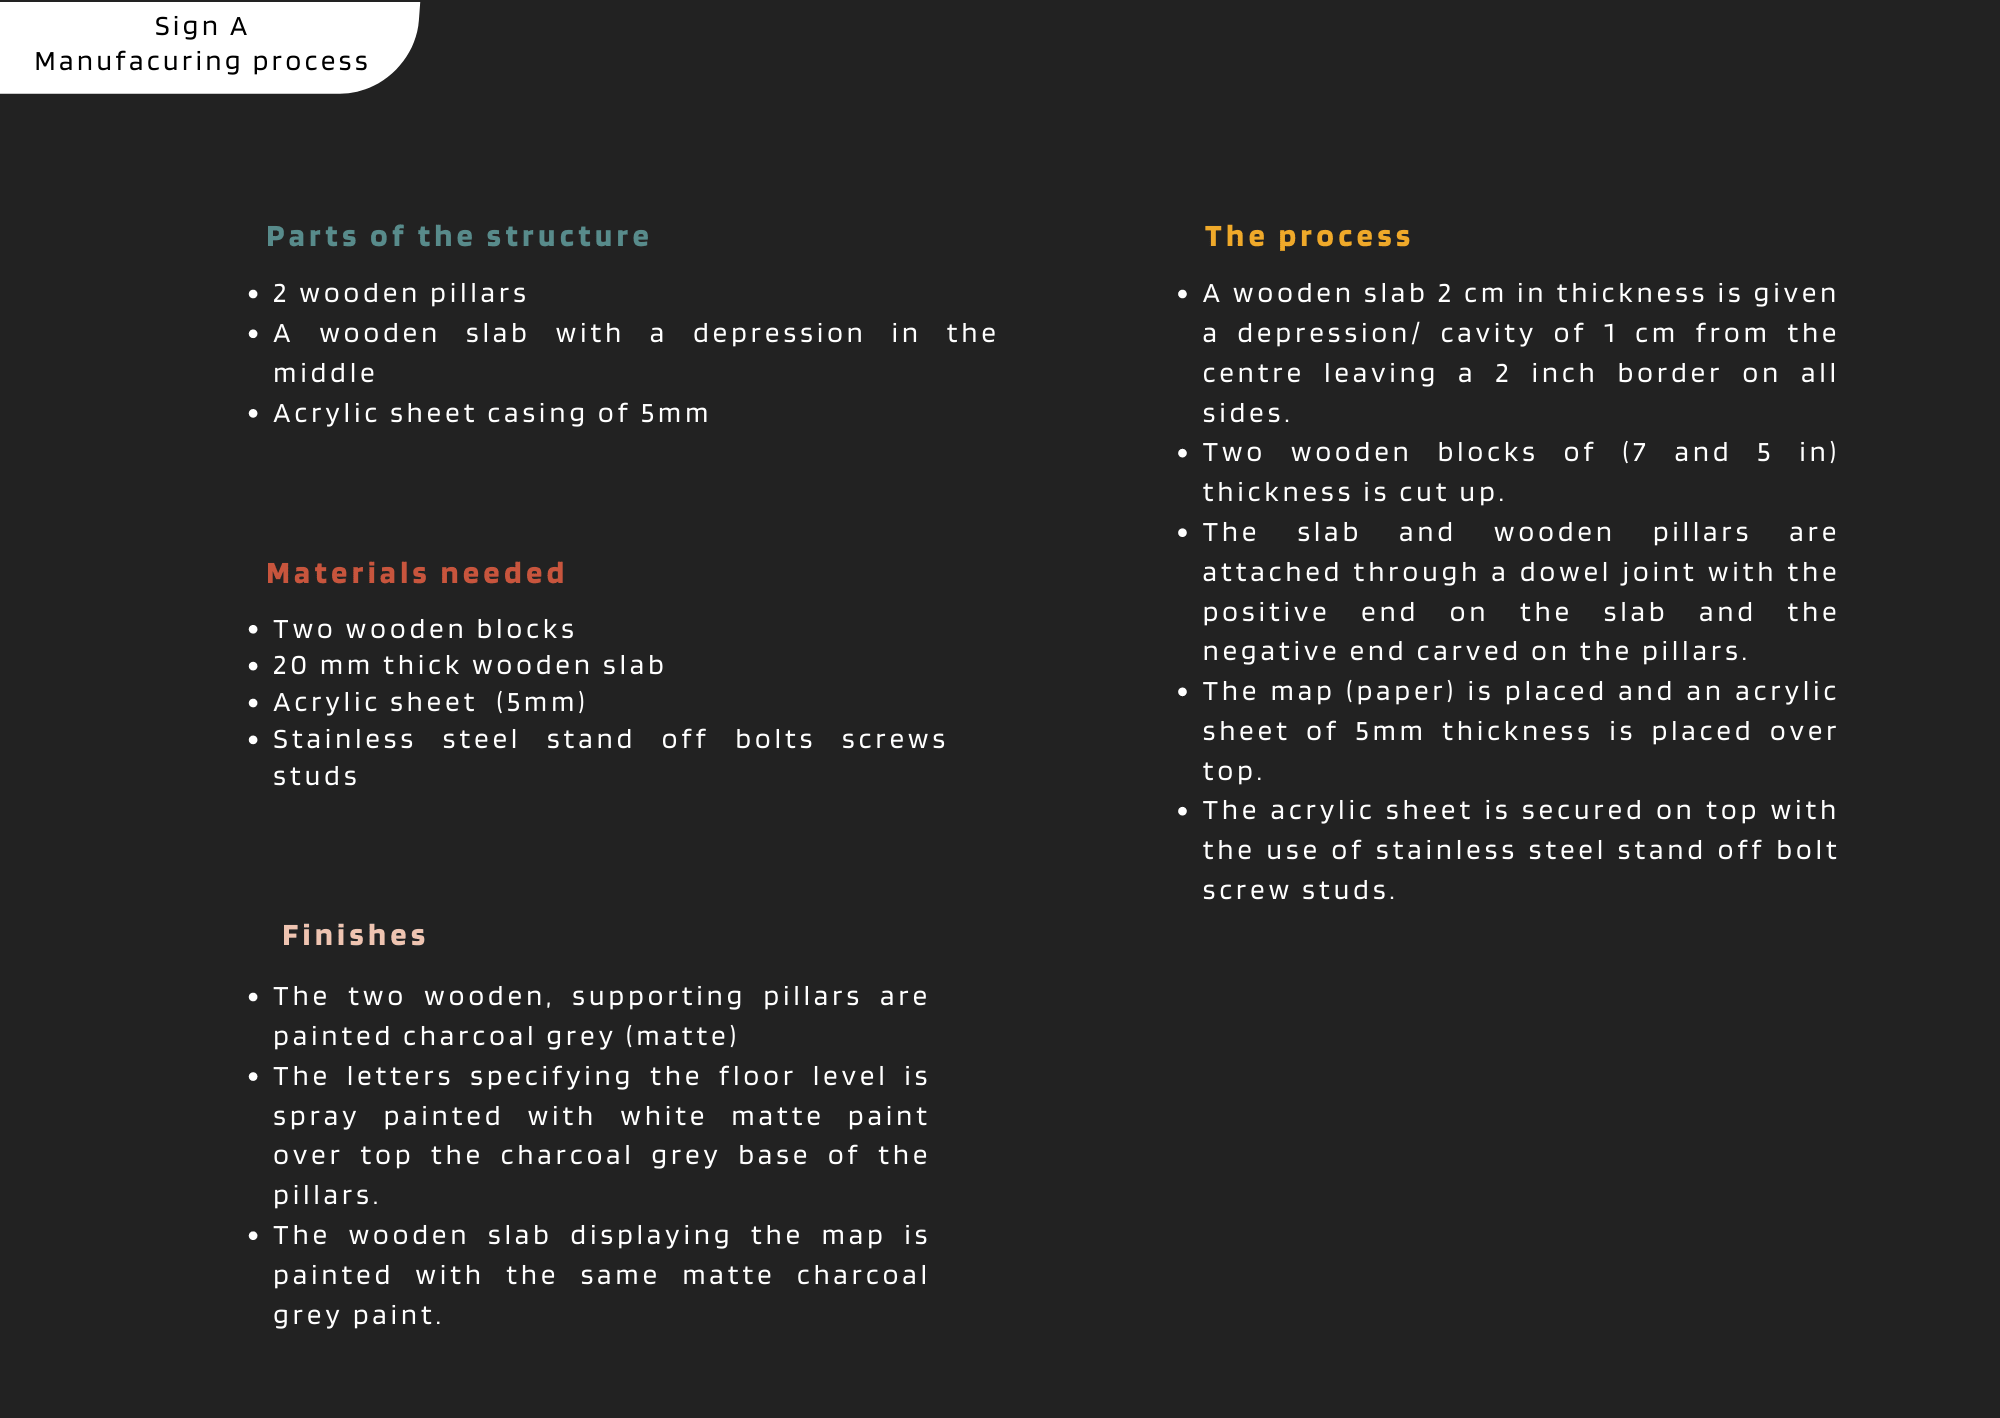 Sign A
Manufacuring process
Parts of the structure
• 2 wooden pillars
• A wooden slab with a depression in the
middle
• Acrylic sheet casing of 5mm
Materials needed
• Two wooden blocks
• 20 mm thick wooden slab
• Acrylic sheet (5mm)
• Stainless steel stand off bolts screws
studs
Finishes
• The two wooden, supporting pillars are
painted charcoal grey (matte)
• The letters specifying the floor level is
spray painted with white matte paint
over top the charcoal grey base of the
pillars.
• The wooden slab displaying the map is
painted with the same matte charcoal
grey paint.
The process
• A wooden slab 2 cm in thickness is given
a depression/ cavity of 1 cm from the
centre leaving a 2 inch border on all
sides.
• Two wooden blocks of (7 and 5 in)
thickness is cut up.
• The slab and wooden pillars are
attached through a dowel joint with the
positive end on the slab and the
negative end carved on the pillars.
• The map (paper) is placed and an acrylic
sheet of 5mm thickness is placed over
top.
• The acrylic sheet is secured on top with
the use of stainless steel stand off bolt
screw studs.